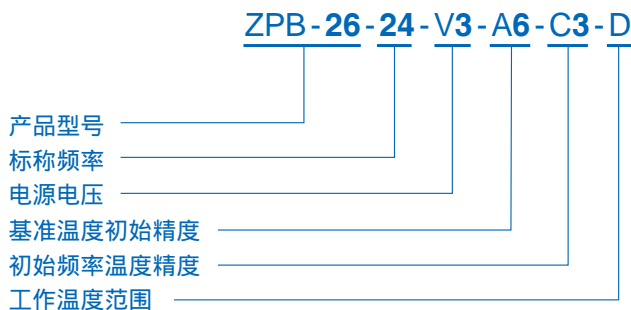 ZPB-26-24-V3-A6-C3-D
产品型号
标称频率
电源电压
基准温度初始精度
初始频率温度精度
工作温度范围